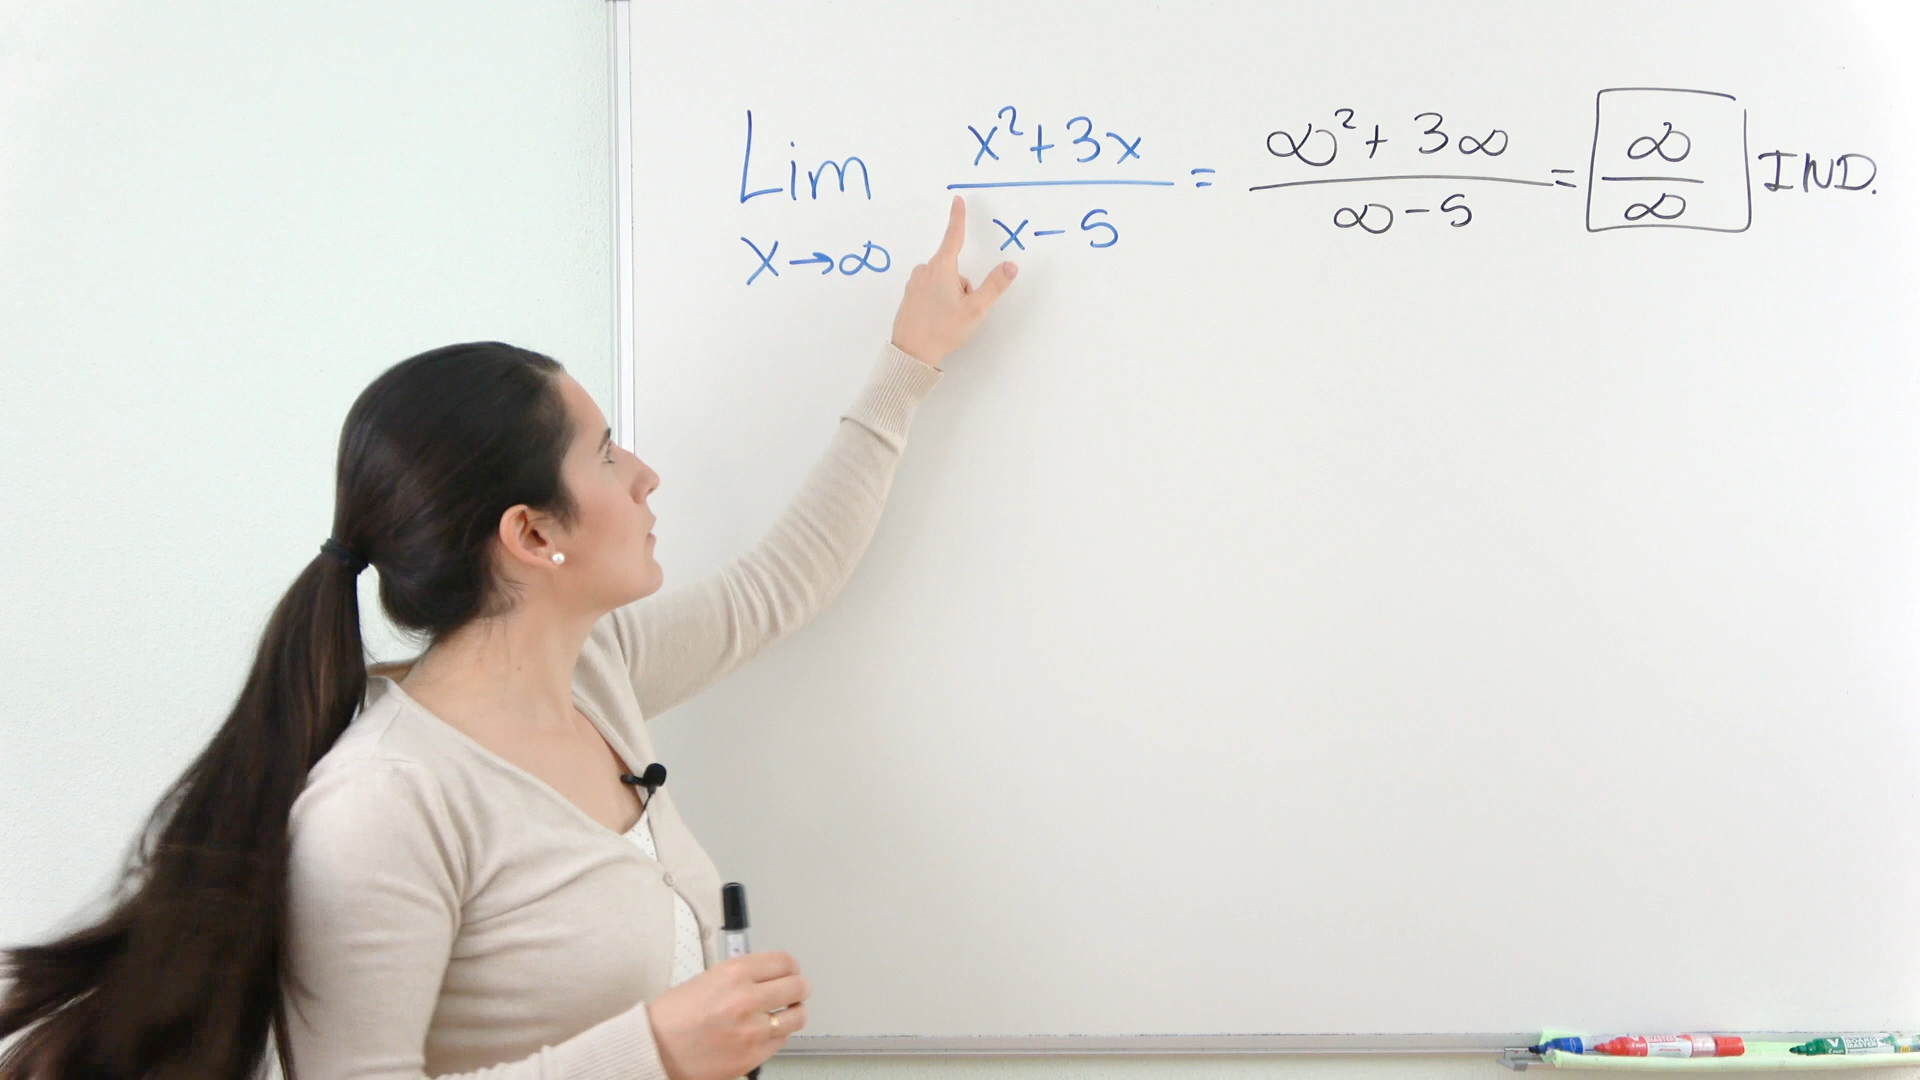 Lim x²+3x / x-5 = ∞²+ 3∞ / ∞-5 = ∞ / ∞ IND.
x→∞